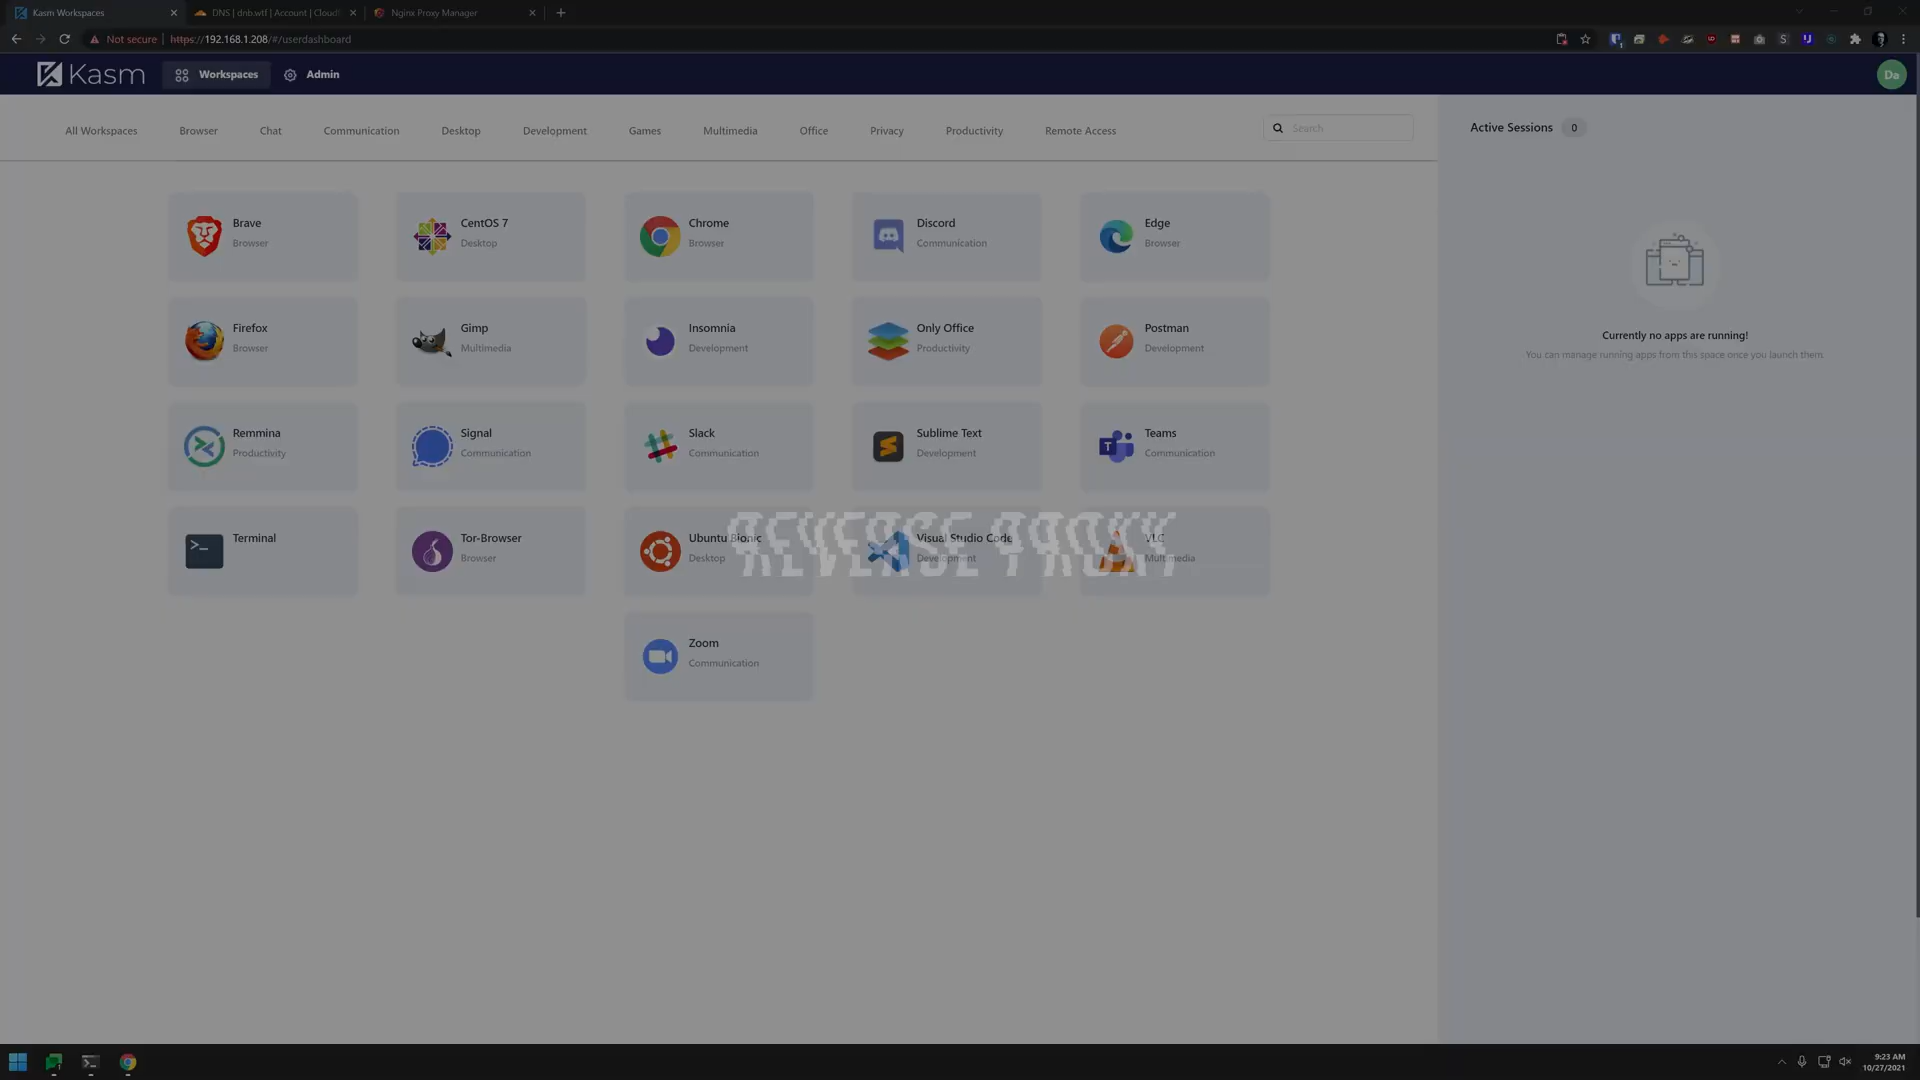 Kasm Workspaces
DNS | dnb.wtf | Account | Cloudf
Nginx Proxy Manager
Not secure
https://192.168.1.208/#/userdashboard
Kasm
Workspaces
Admin
Da
All Workspaces
Browser
Chat
Communication
Desktop
Development
Games
Multimedia
Office
Privacy
Productivity
Remote Access
Search
Active Sessions
0
Brave
Browser
CentOS 7
Desktop
Chrome
Browser
Discord
Communication
Edge
Browser
Currently no apps are running!
You can manage running apps from this space once you launch them.
Firefox
Browser
Gimp
Multimedia
Insomnia
Development
Only Office
Productivity
Postman
Development
Remmina
Productivity
Signal
Communication
Slack
Communication
Sublime Text
Development
Teams
Communication
Terminal
Tor-Browser
Browser
Ubuntu Bionic
Desktop
Visual Studio Code
Development
VLC
Multimedia
REVERSE PROXY
Zoom
Communication
9:23 AM
10/27/2021